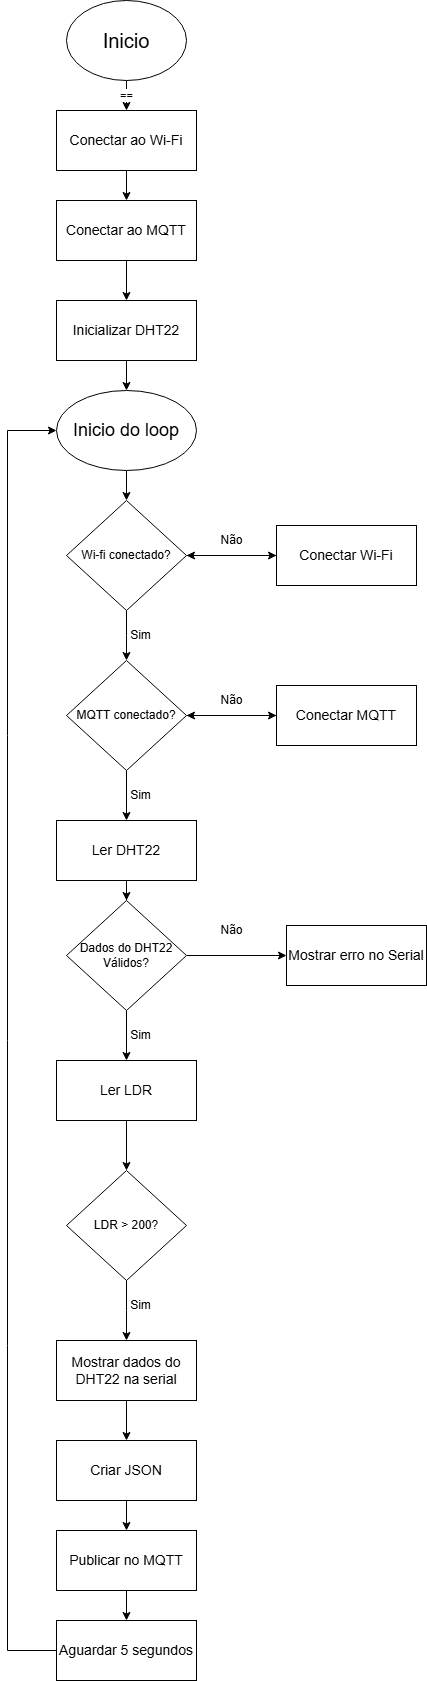 Inicio
==
Conectar ao Wi-Fi
Conectar ao MQTT
Inicializar DHT22
Inicio do loop
Wi-fi conectado?
Não
Conectar Wi-Fi
Sim
MQTT conectado?
Não
Conectar MQTT
Sim
Ler DHT22
Dados do DHT22
Válidos?
Não
Mostrar erro no Serial
Sim
Ler LDR
LDR > 200?
Sim
Mostrar dados do
DHT22 na serial
Criar JSON
Publicar no MQTT
Aguardar 5 segundos